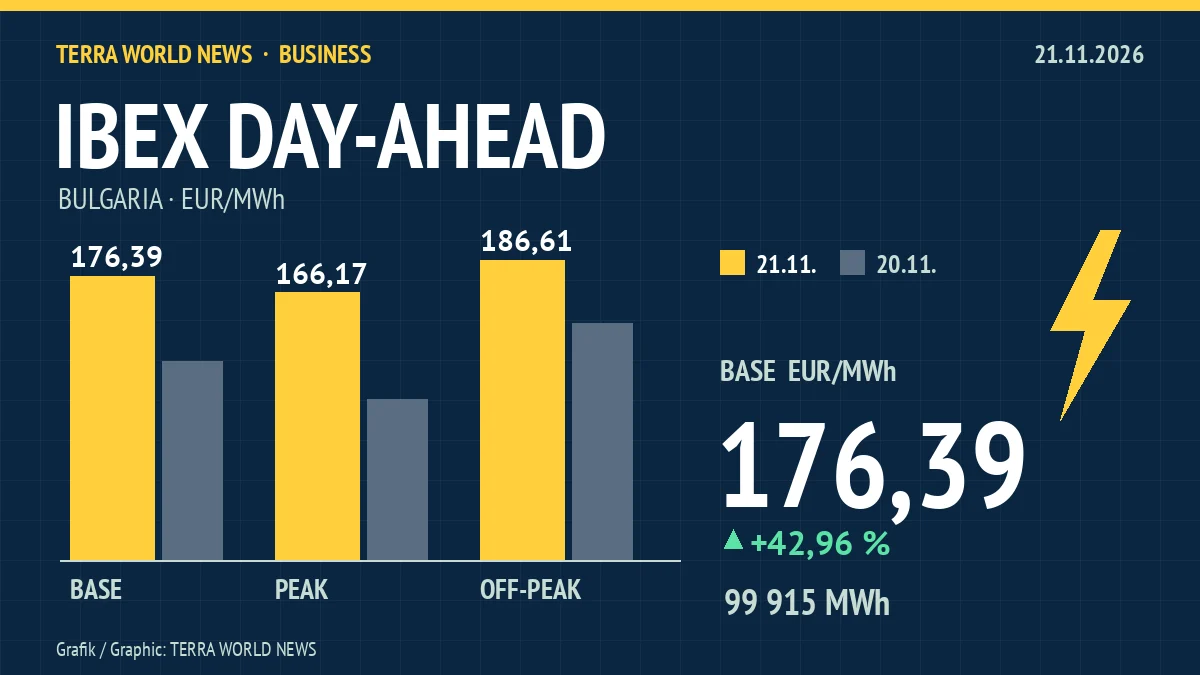 TERRA WORLD NEWS · BUSINESS
21.11.2026
IBEX DAY-AHEAD
BULGARIA · EUR/MWh
176,39
166,17
186,61
21.11.
20.11.
BASE EUR/MWh
176,39
+42,96 %
99 915 MWh
BASE
PEAK
OFF-PEAK
Grafik / Graphic: TERRA WORLD NEWS